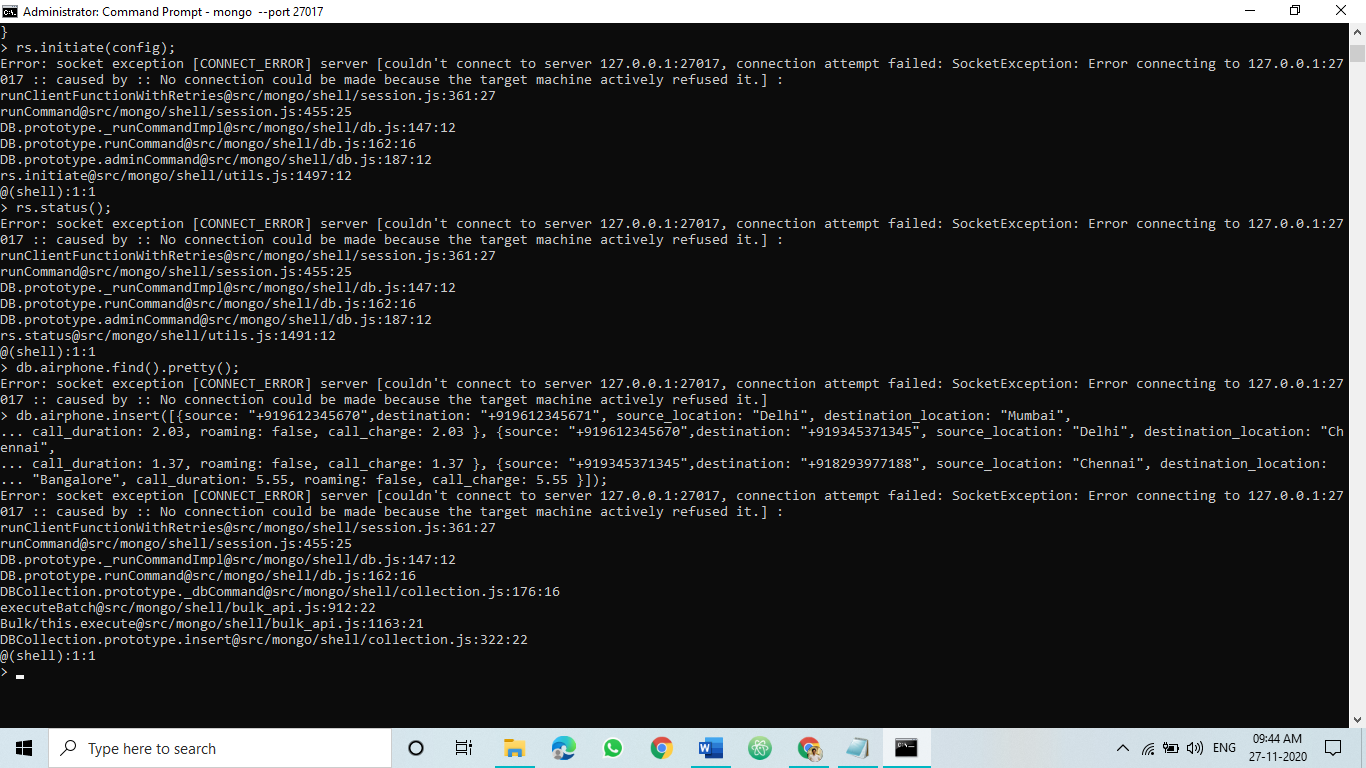 Administrator: Command Prompt - mongo  --port 27017
}
> rs.initiate(config);
Error: socket exception [CONNECT_ERROR] server [couldn't connect to server 127.0.0.1:27017, connection attempt failed: SocketException: Error connecting to 127.0.0.1:27
017 :: caused by :: No connection could be made because the target machine actively refused it.] :
runClientFunctionWithRetries@src/mongo/shell/session.js:361:27
runCommand@src/mongo/shell/session.js:455:25
DB.prototype._runCommandImpl@src/mongo/shell/db.js:147:12
DB.prototype.runCommand@src/mongo/shell/db.js:162:16
DB.prototype.adminCommand@src/mongo/shell/db.js:187:12
rs.initiate@src/mongo/shell/utils.js:1497:12
@(shell):1:1
> rs.status();
Error: socket exception [CONNECT_ERROR] server [couldn't connect to server 127.0.0.1:27017, connection attempt failed: SocketException: Error connecting to 127.0.0.1:27
017 :: caused by :: No connection could be made because the target machine actively refused it.] :
runClientFunctionWithRetries@src/mongo/shell/session.js:361:27
runCommand@src/mongo/shell/session.js:455:25
DB.prototype._runCommandImpl@src/mongo/shell/db.js:147:12
DB.prototype.runCommand@src/mongo/shell/db.js:162:16
DB.prototype.adminCommand@src/mongo/shell/db.js:187:12
rs.status@src/mongo/shell/utils.js:1491:12
@(shell):1:1
> db.airphone.find().pretty();
Error: socket exception [CONNECT_ERROR] server [couldn't connect to server 127.0.0.1:27017, connection attempt failed: SocketException: Error connecting to 127.0.0.1:27
017 :: caused by :: No connection could be made because the target machine actively refused it.]
> db.airphone.insert([{source: "+919612345670",destination: "+919612345671", source_location: "Delhi", destination_location: "Mumbai",
... call_duration: 2.03, roaming: false, call_charge: 2.03 }, {source: "+919612345670",destination: "+919345371345", source_location: "Delhi", destination_location: "Ch
ennai",
... call_duration: 1.37, roaming: false, call_charge: 1.37 }, {source: "+919345371345",destination: "+918293977188", source_location: "Chennai", destination_location:
... "Bangalore", call_duration: 5.55, roaming: false, call_charge: 5.55 }]);
Error: socket exception [CONNECT_ERROR] server [couldn't connect to server 127.0.0.1:27017, connection attempt failed: SocketException: Error connecting to 127.0.0.1:27
017 :: caused by :: No connection could be made because the target machine actively refused it.] :
runClientFunctionWithRetries@src/mongo/shell/session.js:361:27
runCommand@src/mongo/shell/session.js:455:25
DB.prototype._runCommandImpl@src/mongo/shell/db.js:147:12
DB.prototype.runCommand@src/mongo/shell/db.js:162:16
DBCollection.prototype._dbCommand@src/mongo/shell/collection.js:176:16
executeBatch@src/mongo/shell/bulk_api.js:912:22
Bulk/this.execute@src/mongo/shell/bulk_api.js:1163:21
DBCollection.prototype.insert@src/mongo/shell/collection.js:322:22
@(shell):1:1
>
Type here to search
ENG
09:44 AM
27-11-2020